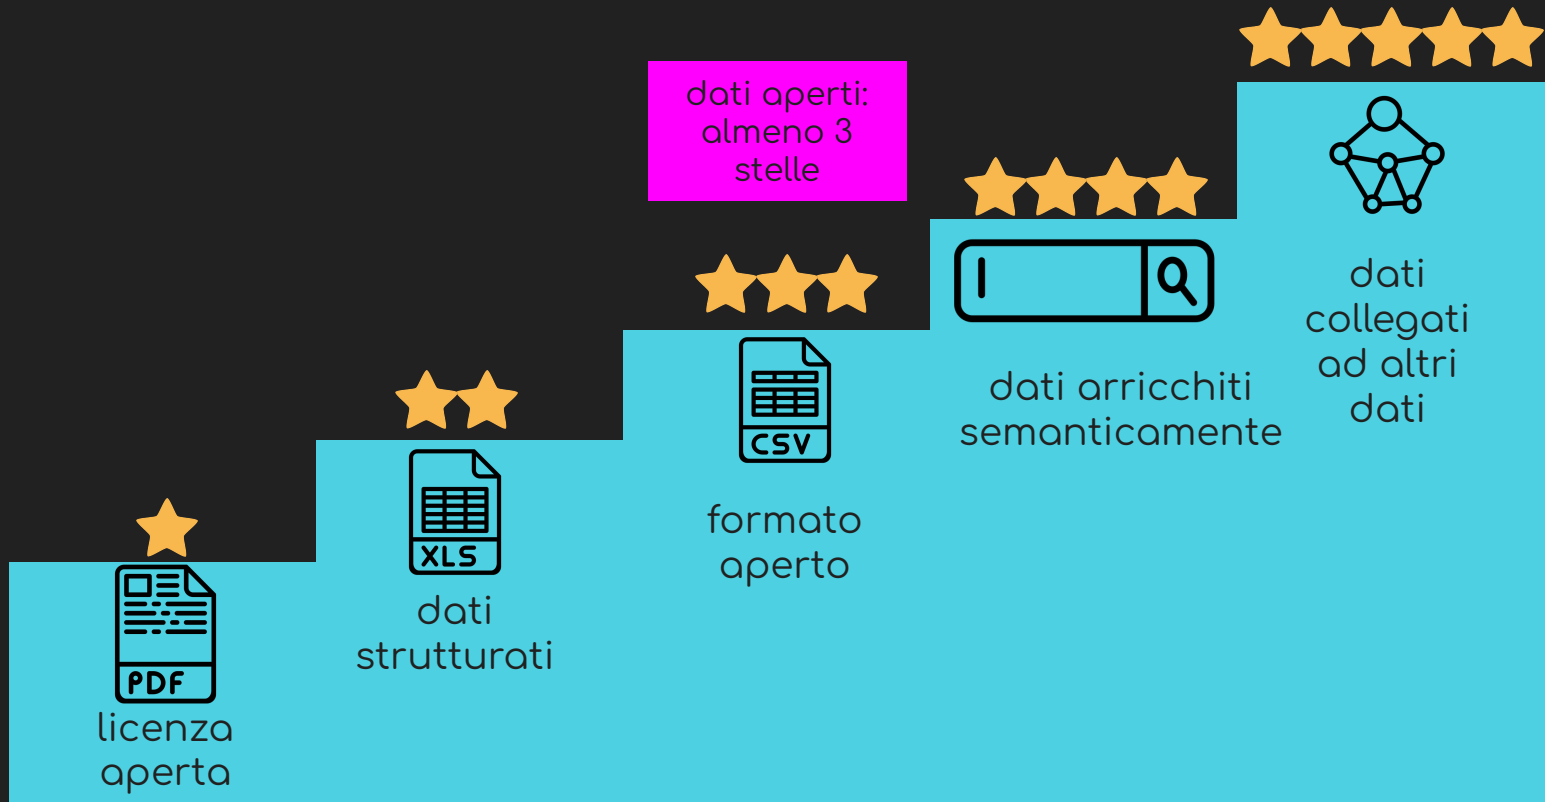 PDF
licenza
aperta
XLS
dati
strutturati
dati aperti:
almeno 3
stelle
CSV
formato
aperto
dati arricchiti
semanticamente
dati
collegati
ad altri
dati